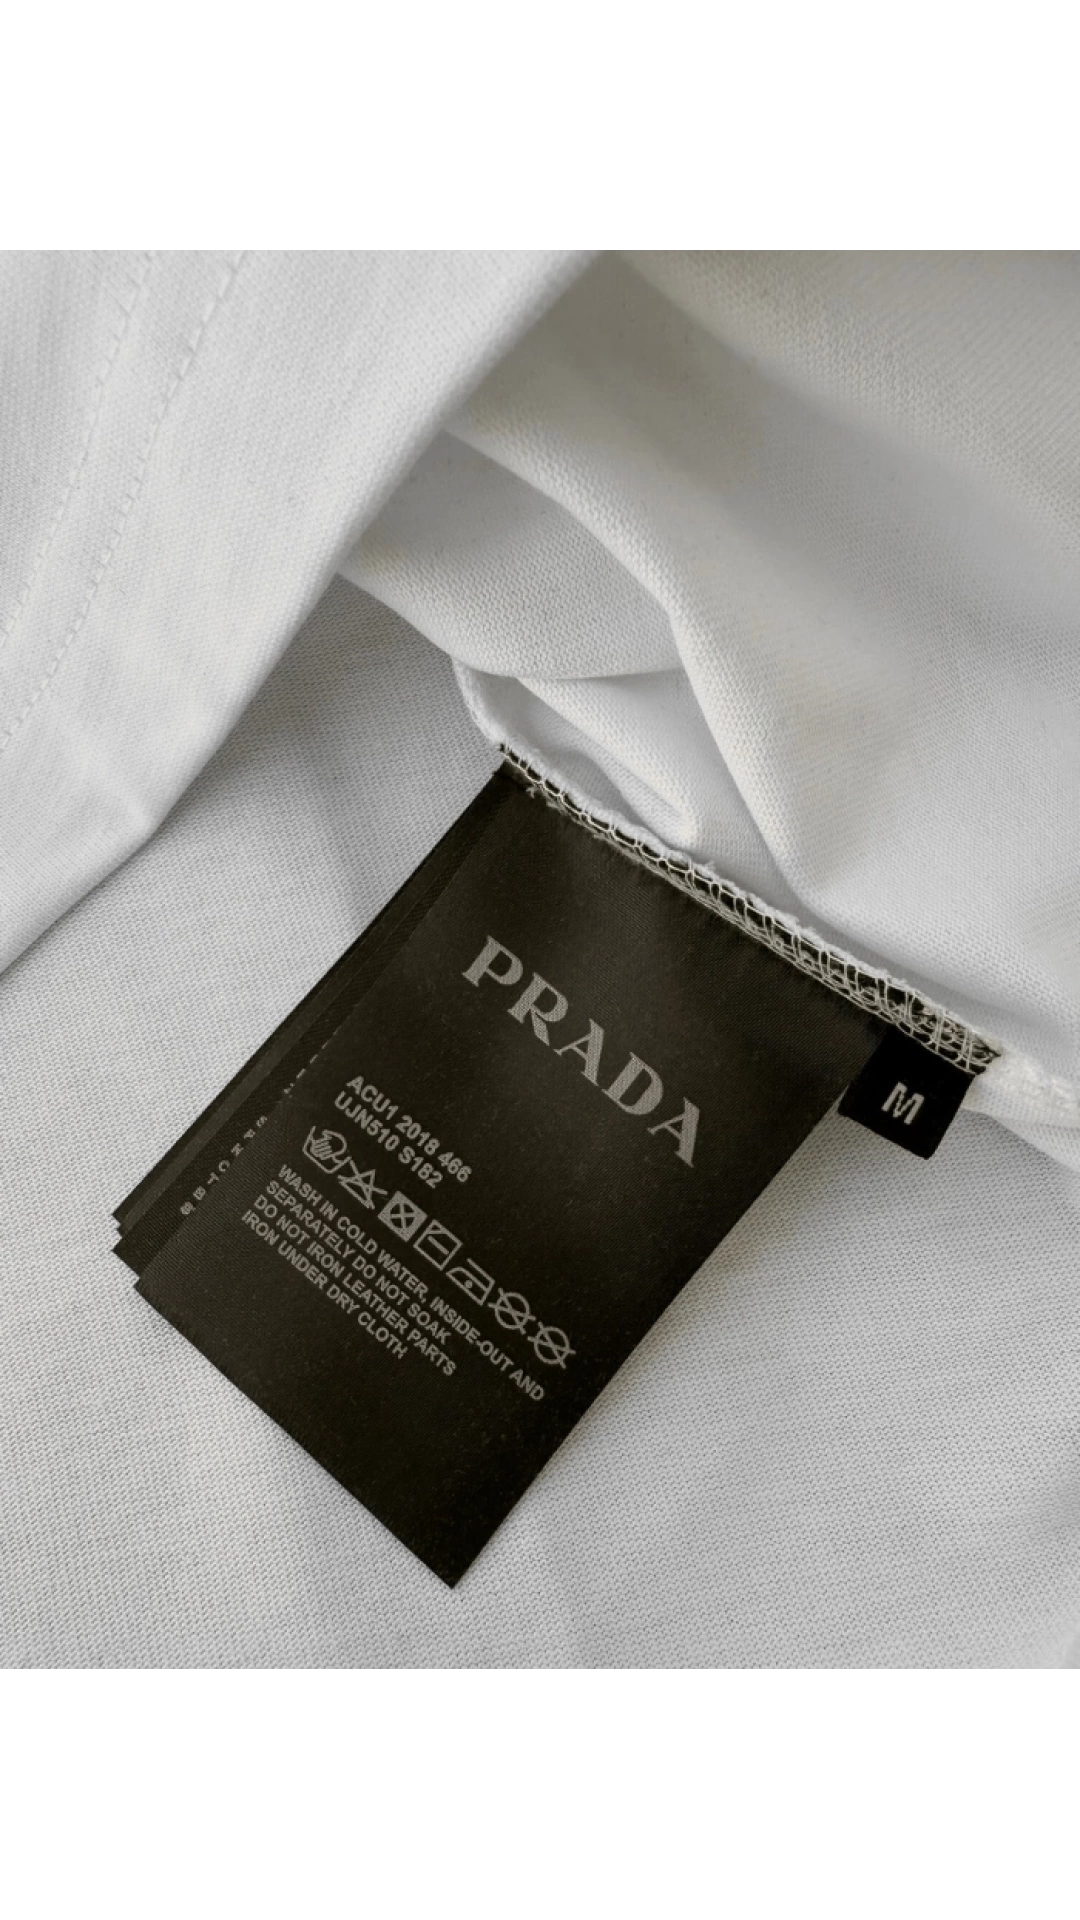 PRADA
M
ACU1 2018 466
UJN510 S182
WASH IN COLD WATER, INSIDE-OUT AND
SEPARATELY DO NOT SOAK
DO NOT IRON LEATHER PARTS
IRON UNDER DRY CLOTH